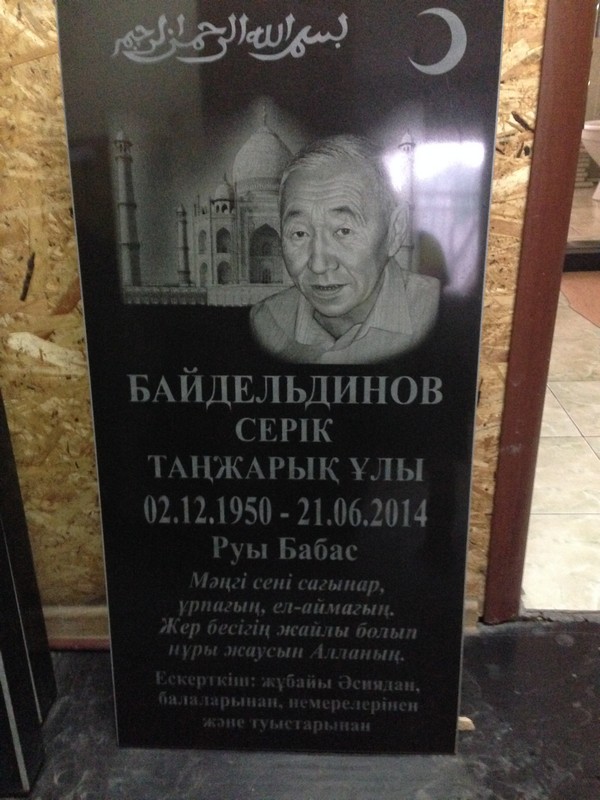 بسم الله الرحمن الرحيم
БАЙДЕЛЬДИНОВ
СЕРІК
ТАҢЖАРЫҚ ҰЛЫ
02.12.1950 - 21.06.2014
Руы Бабас
Мәңгі сені сағынар,
ұрпағың, ел-аймағың.
Жер бесігің жайлы болып
нұры жаусын Алланың.
Ескерткіш: жұбайы Әсиядан,
балаларынан, немерелерінен
және туыстарынан